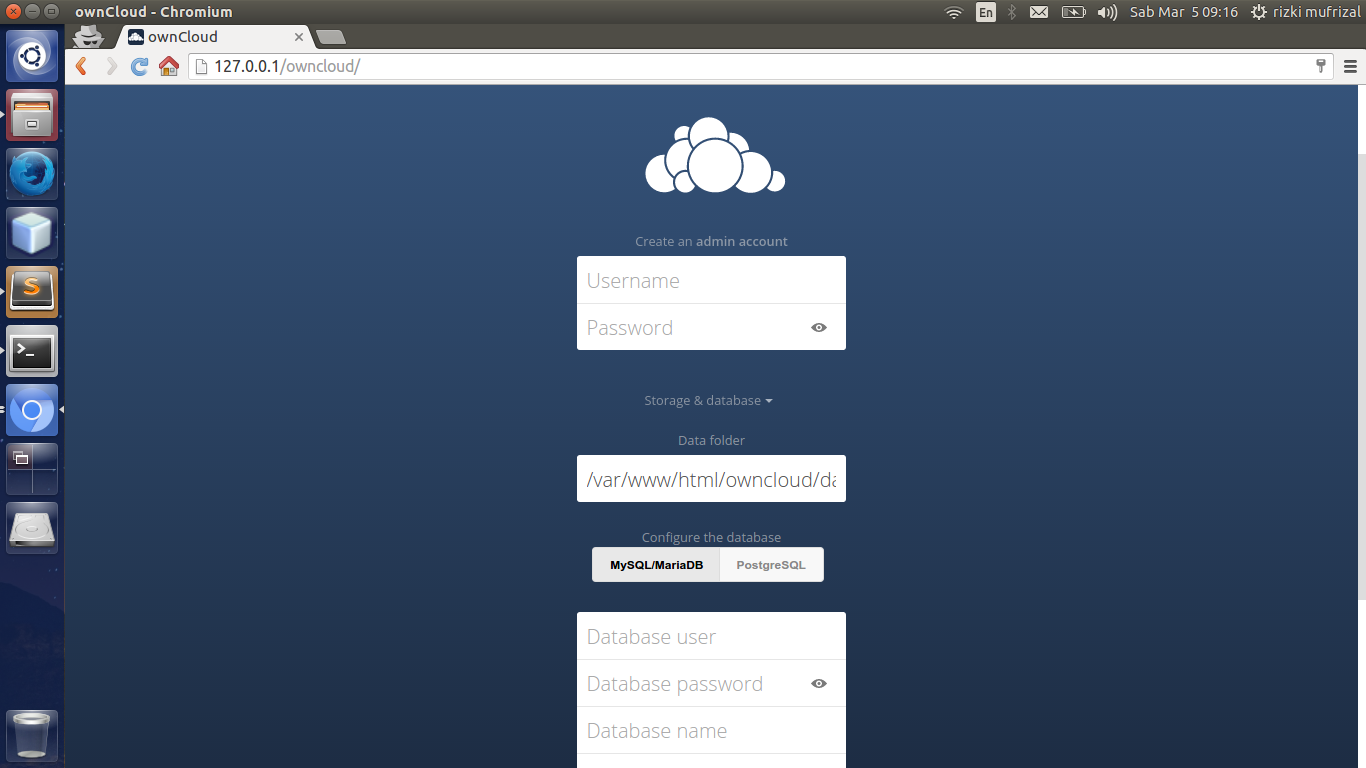 ownCloud - Chromium
En
Sab Mar 5 09:16
rizki mufrizal
ownCloud
127.0.0.1/owncloud/
Create an admin account
Username
Password
Storage & database
Data folder
/var/www/html/owncloud/da
Configure the database
MySQL/MariaDB
PostgreSQL
Database user
Database password
Database name